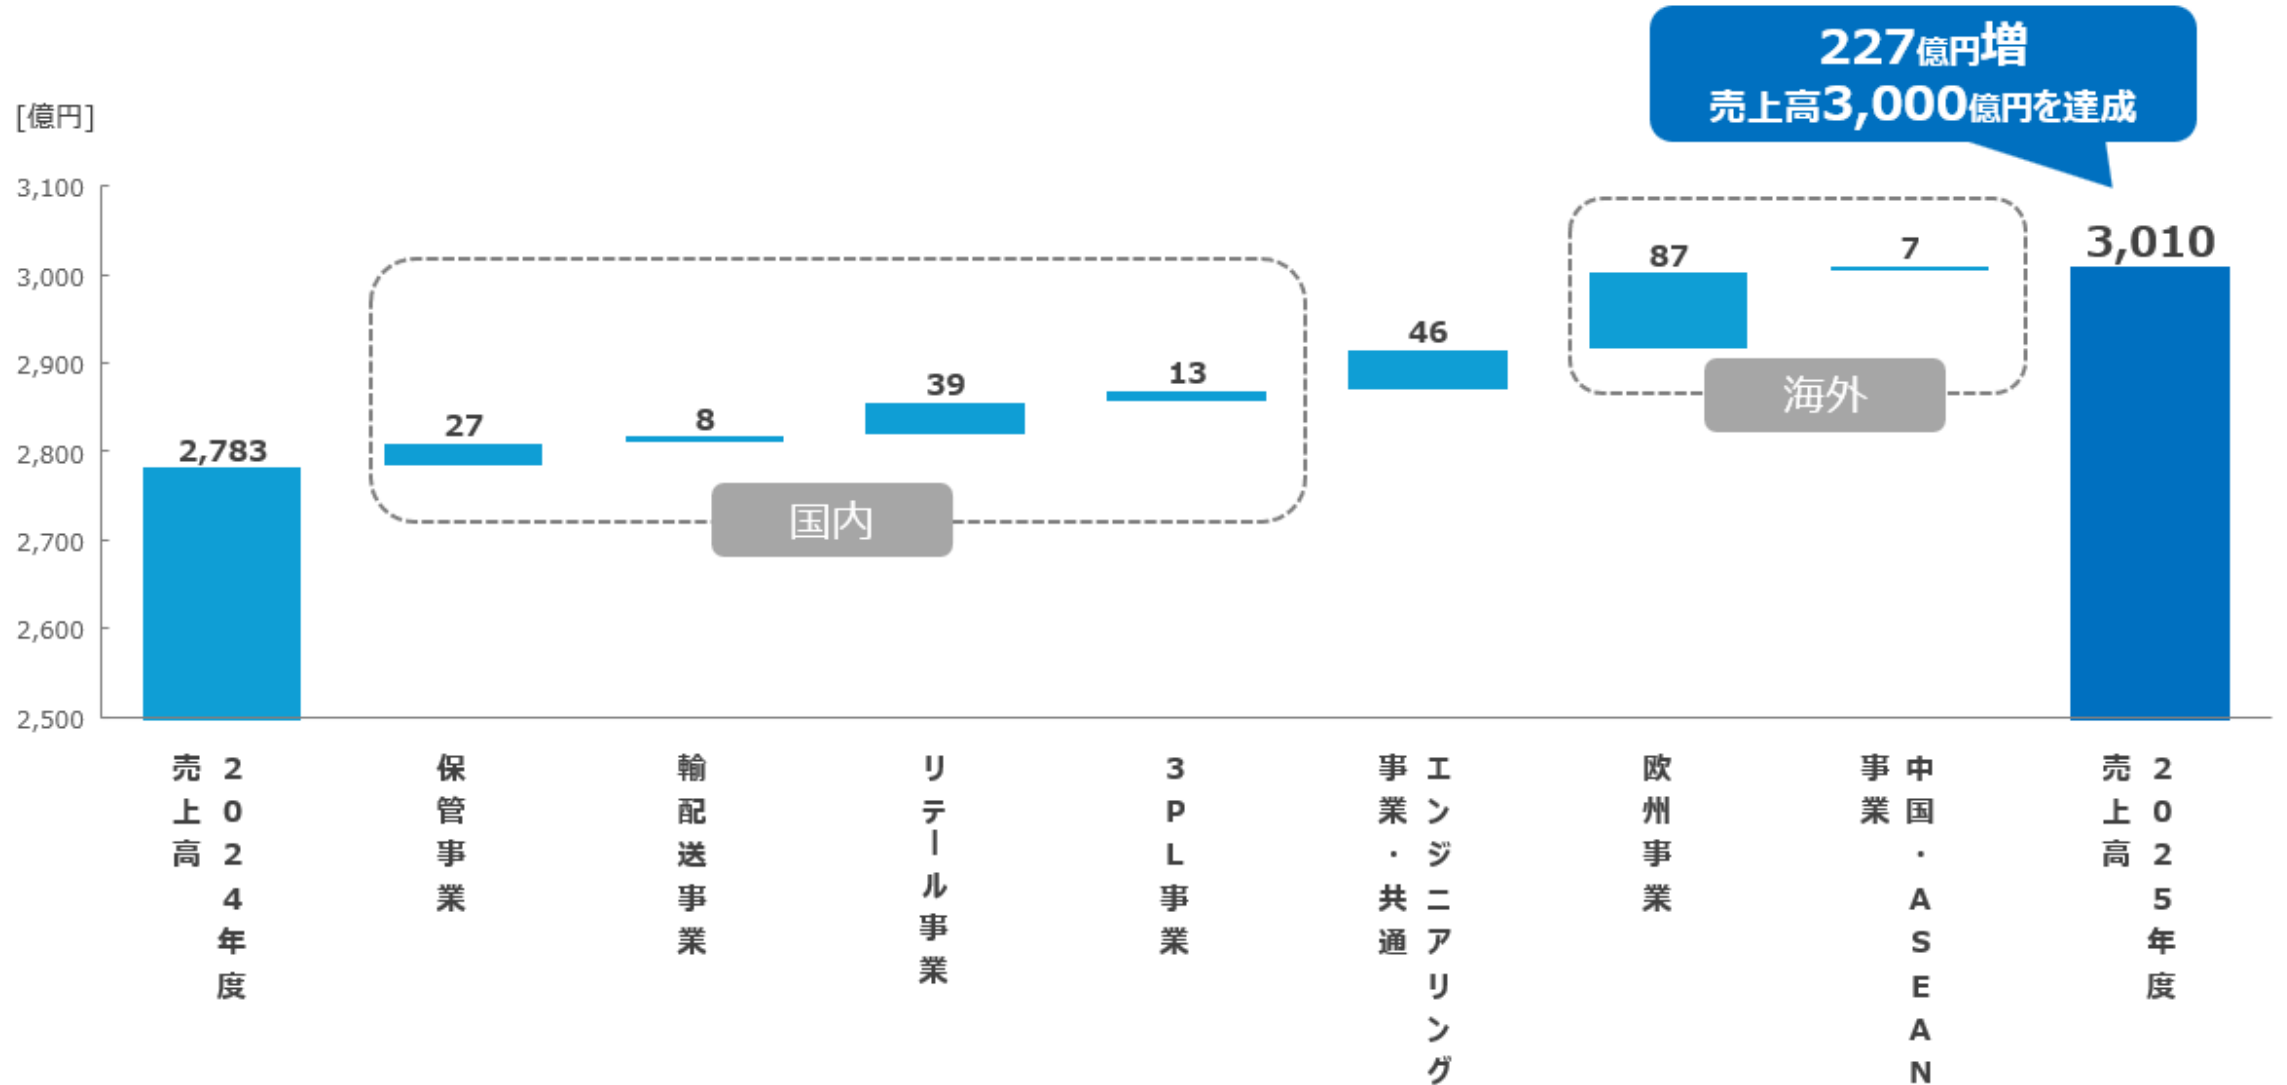 227億円増
売上高3,000億円を達成
[億円]
3,100
3,000
2,900
2,800
2,700
2,600
2,500
2,783
27
8
39
13
46
87
7
3,010
国内
海外
2024年度
売上高
保管事業
輸配送事業
リテール事業
3PL事業
エンジニアリング
事業・共通
欧州事業
中国・ASEAN
事業
2025年度
売上高